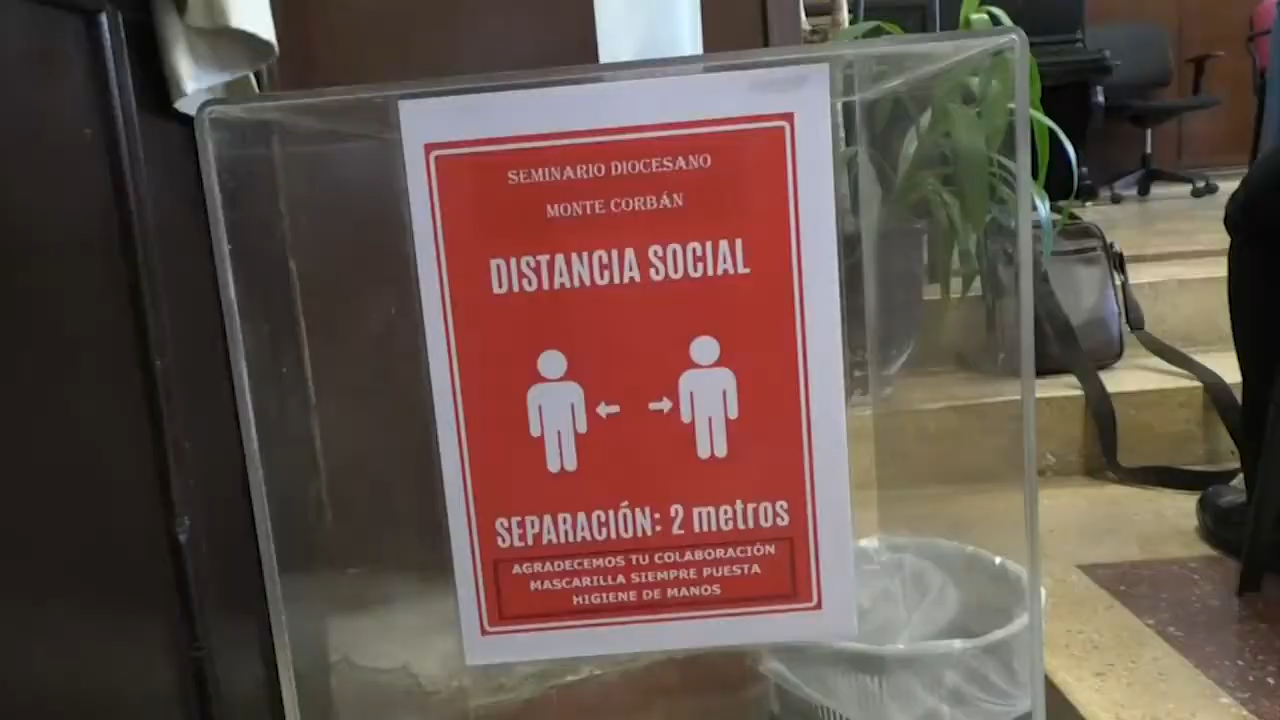 SEMINARIO DIOCESANO
MONTE CORBÁN
DISTANCIA SOCIAL
SEPARACIÓN: 2 metros
AGRADECEMOS TU COLABORACIÓN
MASCARILLA SIEMPRE PUESTA
HIGIENE DE MANOS